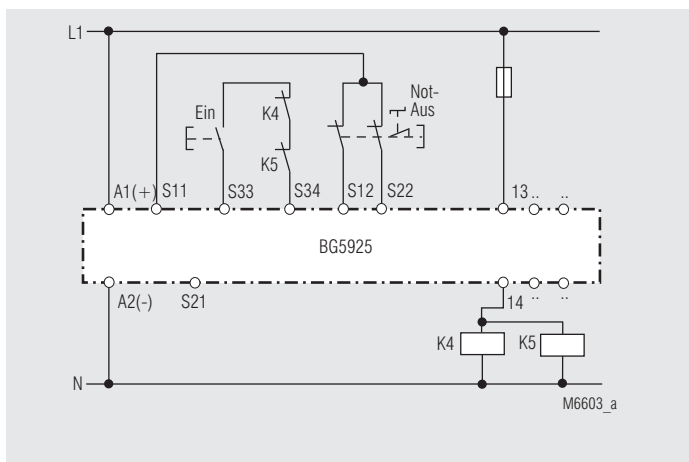 L1
Not-
Aus
Ein
K4
K5
A1(+) S11 S33 S34 S12 S22 13 .. ..
BG5925
A2(-) S21 14 .. ..
K4 K5
N
M6603_a